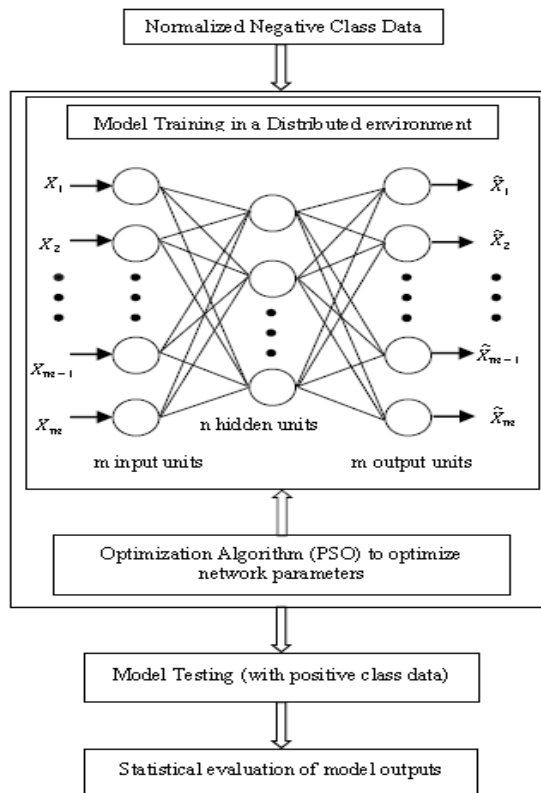 Normalized Negative Class Data
Model Training in a Distributed environment
X₁ X̃₁
X₂ X̃₂
Xₘ₋₁ X̃ₘ₋₁
Xₘ X̃ₘ
n hidden units
m input units m output units
Optimization Algorithm (PSO) to optimize
network parameters
Model Testing (with positive class data)
Statistical evaluation of model outputs